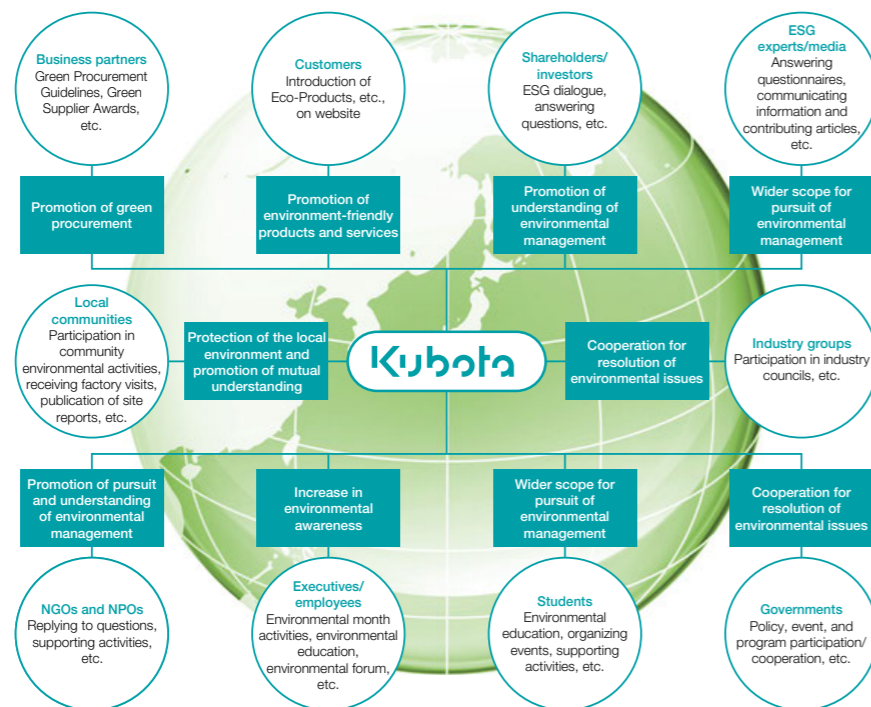 Business partners
Green Procurement
Guidelines, Green
Supplier Awards,
etc.
Customers
Introduction of
Eco-Products, etc.,
on website
Shareholders/
investors
ESG dialogue,
answering
questions, etc.
ESG
experts/media
Answering
questionnaires,
communicating
information and
contributing articles,
etc.
Promotion of green
procurement
Promotion of
environment-friendly
products and services
Promotion of
understanding of
environmental
management
Wider scope for
pursuit of
environmental
management
Local
communities
Participation in
community
environmental activities,
receiving factory visits,
publication of site
reports, etc.
Protection of the local
environment and
promotion of mutual
understanding
Kubota
Cooperation for
resolution of
environmental issues
Industry groups
Participation in industry
councils, etc.
Promotion of pursuit
and understanding
of environmental
management
Increase in
environmental
awareness
Wider scope for
pursuit of
environmental
management
Cooperation for
resolution of
environmental issues
NGOs and NPOs
Replying to questions,
supporting activities,
etc.
Executives/
employees
Environmental month
activities, environmental
education,
environmental forum,
etc.
Students
Environmental
education, organizing
events, supporting
activities, etc.
Governments
Policy, event, and
program participation/
cooperation, etc.